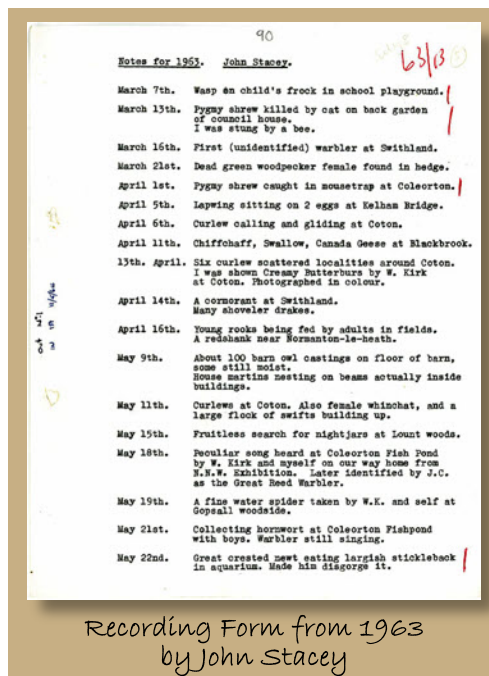 90
63/13
Notes for 1963. John Stacey.
March 7th. Wasp on child's frock in school playground.
March 13th. Pygmy shrew killed by cat on back garden
of council house.
I was stung by a bee.
March 16th. First (unidentified) warbler at Swithland.
March 21st. Dead green woodpecker female found in hedge.
April 1st. Pygmy shrew caught in mousetrap at Coleorton.
April 5th. Lapwing sitting on 2 eggs at Kelham Bridge.
April 6th. Curlew calling and gliding at Coton.
April 11th. Chiffchaff, Swallow, Canada Geese at Blackbrook.
13th. April. Six curlew scattered localities around Coton.
I was shown Creamy Butterburs by W. Kirk
at Coton. Photographed in colour.
April 14th. A cormorant at Swithland.
Many shoveler drakes.
April 16th. Young rooks being fed by adults in fields.
A redshank near Normanton-le-heath.
May 9th. About 100 barn owl castings on floor of barn,
some still moist.
House martins nesting on beams actually inside
buildings.
May 11th. Curlews at Coton. Also female whinchat, and a
large flock of swifts building up.
May 15th. Fruitless search for nightjars at Lount woods.
May 18th. Peculiar song heard at Coleorton Fish Pond
by W. Kirk and myself on our way home from
N.N.W. Exhibition. Later identified by J.C.
as the Great Reed Warbler.
May 19th. A fine water spider taken by W.K. and self at
Gopsall woodside.
May 21st. Collecting hornwort at Coleorton Fishpond
with boys. Warbler still singing.
May 22nd. Great crested newt eating largish stickleback
in aquarium. Made him disgorge it.
Recording Form from 1963
by John Stacey